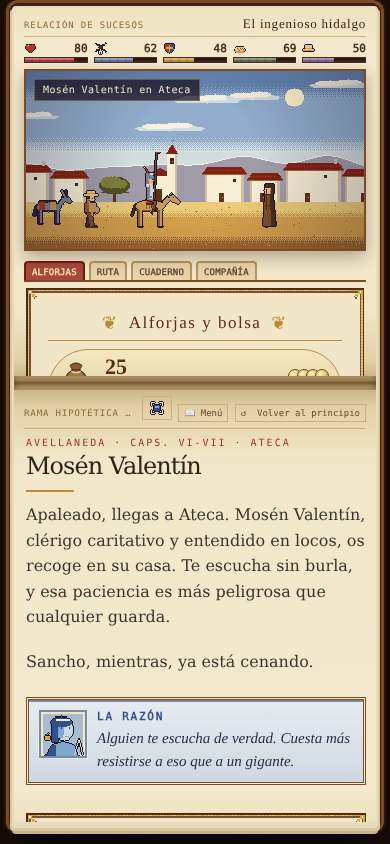 RELACIÓN DE SUCESOS
El ingenioso hidalgo
80
62
48
69
50
Mosén Valentín en Ateca
ALFORJAS
RUTA
CUADERNO
COMPAÑÍA
Alforjas y bolsa
25
RAMA HIPOTÉTICA …
Menú
↺ Volver al principio
AVELLANEDA · CAPS. VI-VII · ATECA
Mosén Valentín
Apaleado, llegas a Ateca. Mosén Valentín,
clérigo caritativo y entendido en locos, os
recoge en su casa. Te escucha sin burla,
y esa paciencia es más peligrosa que
cualquier guarda.
Sancho, mientras, ya está cenando.
LA RAZÓN
Alguien te escucha de verdad. Cuesta más
resistirse a eso que a un gigante.